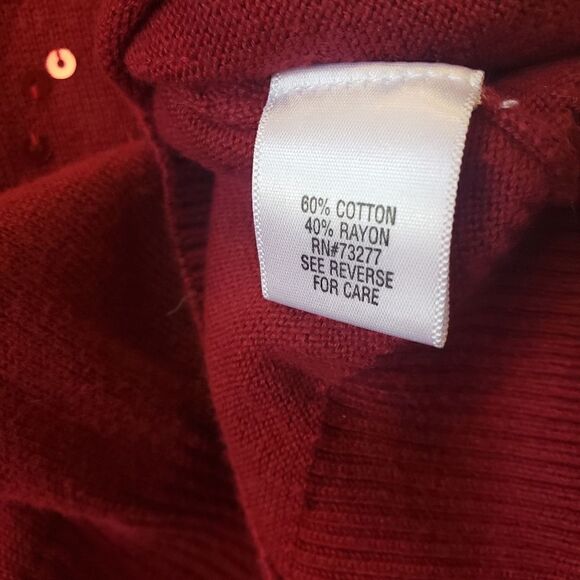 60% COTTON
40% RAYON
RN#73277
SEE REVERSE
FOR CARE